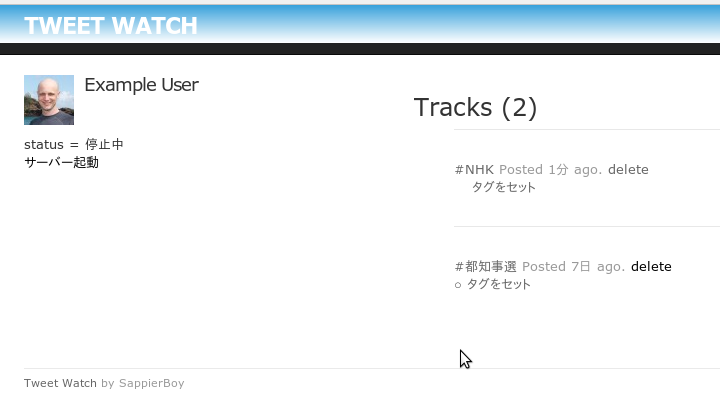 TWEET WATCH
Example User
status = 停止中
サーバー起動
Tracks (2)
#NHK Posted 1分 ago. delete
タグをセット
#都知事選 Posted 7日 ago. delete
○ タグをセット
Tweet Watch by SappierBoy